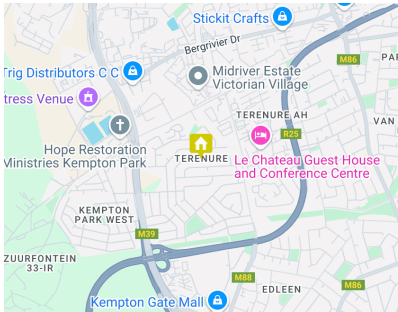 Stickit Crafts
Bergrivier Dr
M86
PA
Trig Distributors C C
Midriver Estate
Victorian Village
tress Venue
TERENURE AH
VAN
R25
Hope Restoration
Ministries Kempton Park
TERENURE
Le Chateau Guest House
and Conference Centre
KEMPTON
PARK WEST
M39
ZUURFONTEIN
33-IR
M88
M86
EDLEEN
Kempton Gate Mall